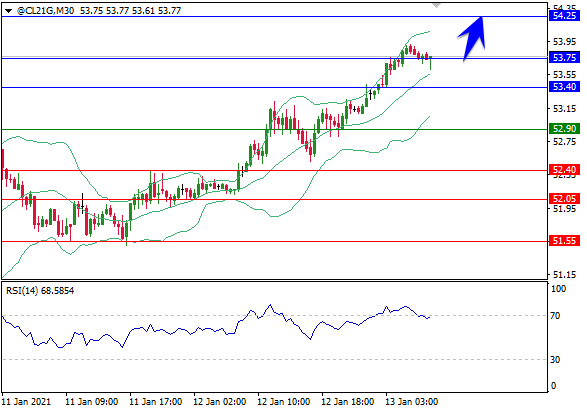 @CL21G,M30 53.75 53.77 53.61 53.77
54.25
53.95
53.75
53.55
53.40
53.15
52.90
52.75
52.40
52.05
51.95
51.55
51.15
RSI(14) 68.5854
100
70
30
0
11 Jan 2021
11 Jan 09:00
11 Jan 17:00
12 Jan 02:00
12 Jan 10:00
12 Jan 18:00
13 Jan 03:00